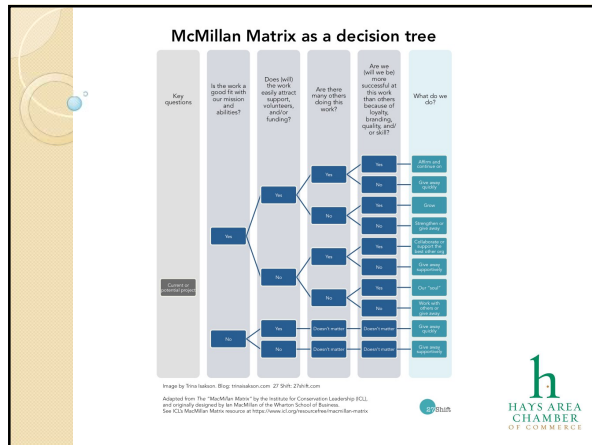 McMillan Matrix as a decision tree
Key
questions
Is the work a
good fit with
our mission
and
abilities?
Does (will)
the work
easily attract
support,
volunteers,
and/or
funding?
Are there
many others
doing this
work?
Are we
(will we be)
more
successful at
this work
than others
because of
loyalty,
branding,
quality, and/
or skill?
What do we
do?
Current or
potential project
Yes
No
Yes
No
Yes
No
Yes
No
Yes
No
Yes
No
Doesn't matter
Doesn't matter
Yes
No
Yes
No
Yes
No
Yes
No
Doesn't matter
Doesn't matter
Affirm and
continue on
Give away
quickly
Grow
Strengthen or
give away
Collaborate or
support the
best other org
Give away
supportively
Our "soul"
Work with
others or
give away
Give away
quickly
Give away
supportively
Image by Trina Isakson. Blog: trinaisakson.com 27 Shift: 27shift.com
Adapted from The "MacMillan Matrix" by the Institute for Conservation Leadership (ICL),
and originally designed by Ian MacMillan of the Wharton School of Business.
See ICL's MacMillan Matrix resource at https://www.icl.org/resourcefree/macmillan-matrix
27Shift
h
HAYS AREA
CHAMBER
OF COMMERCE